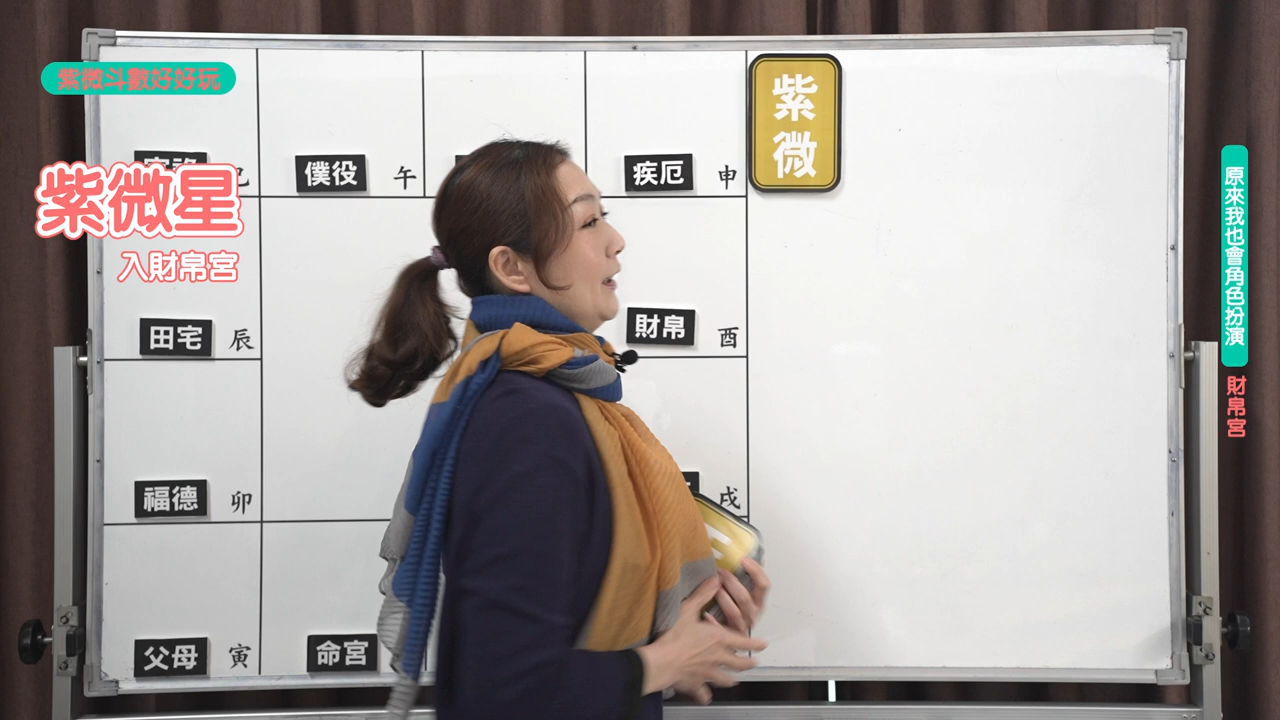 紫微斗數好好玩
紫微星
入財帛宮
紫微
僕役
午
疾厄
申
田宅
辰
財帛
酉
福德
卯
戌
父母
寅
命宮
原來我也會角色扮演
財帛宮